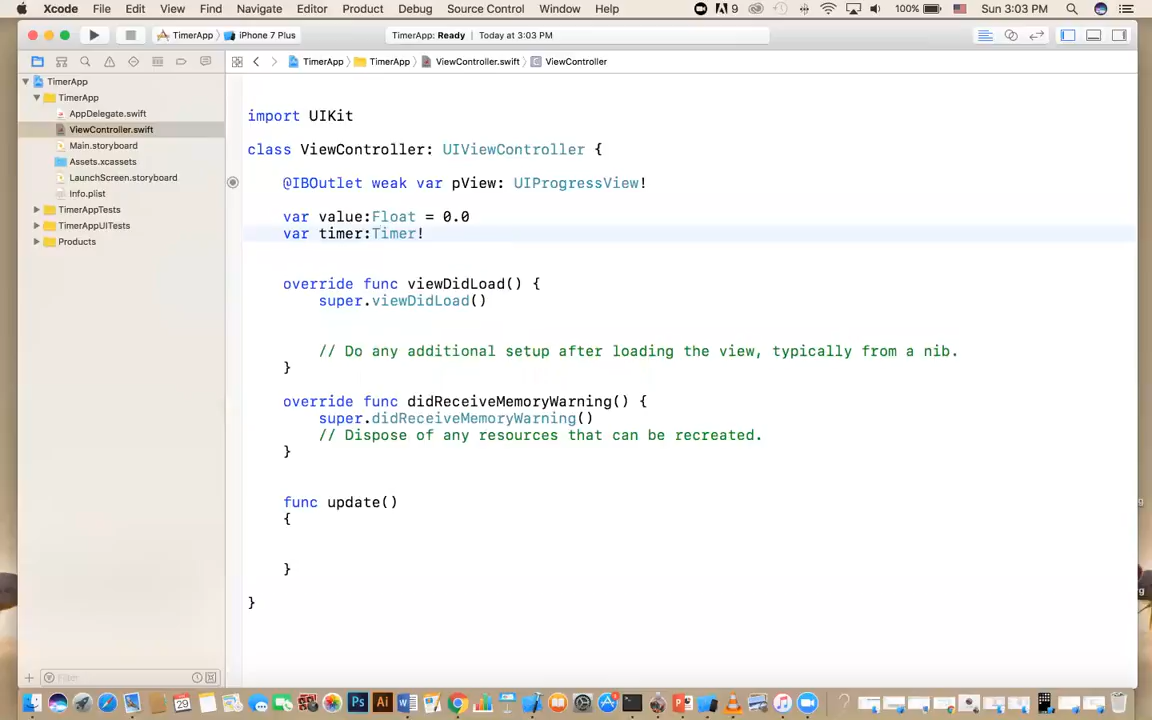 Xcode File Edit View Find Navigate Editor Product Debug Source Control Window Help 9 100% Sun 3:03 PM
TimerApp iPhone 7 Plus TimerApp: Ready Today at 3:03 PM
TimerApp TimerApp ViewController.swift C ViewController
TimerApp
TimerApp
AppDelegate.swift
ViewController.swift
Main.storyboard
Assets.xcassets
LaunchScreen.storyboard
Info.plist
TimerAppTests
TimerAppUITests
Products
import UIKit
class ViewController: UIViewController {
@IBOutlet weak var pView: UIProgressView!
var value:Float = 0.0
var timer:Timer!
override func viewDidLoad() {
super.viewDidLoad()
// Do any additional setup after loading the view, typically from a nib.
}
override func didReceiveMemoryWarning() {
super.didReceiveMemoryWarning()
// Dispose of any resources that can be recreated.
}
func update()
{
}
}
Filter
29 Ps Ai W